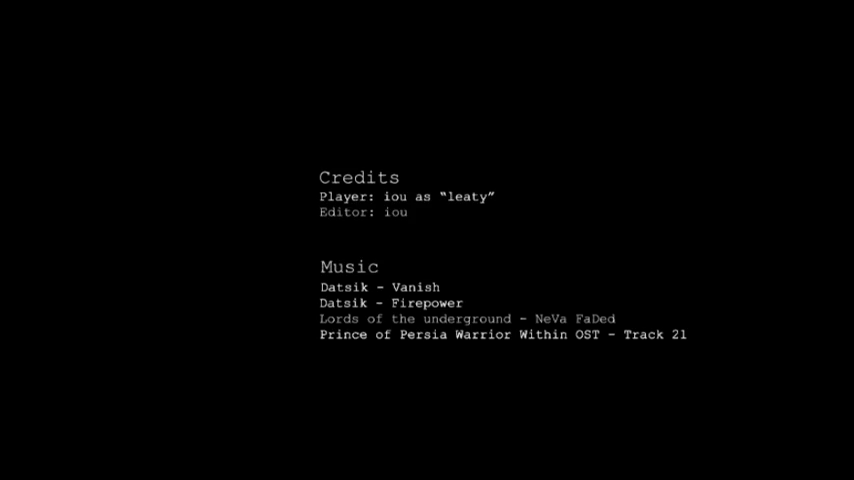 Credits
Player: iou as “leaty”
Editor: iou
Music
Datsik - Vanish
Datsik - Firepower
Lords of the underground - NeVa FaDed
Prince of Persia Warrior Within OST - Track 21